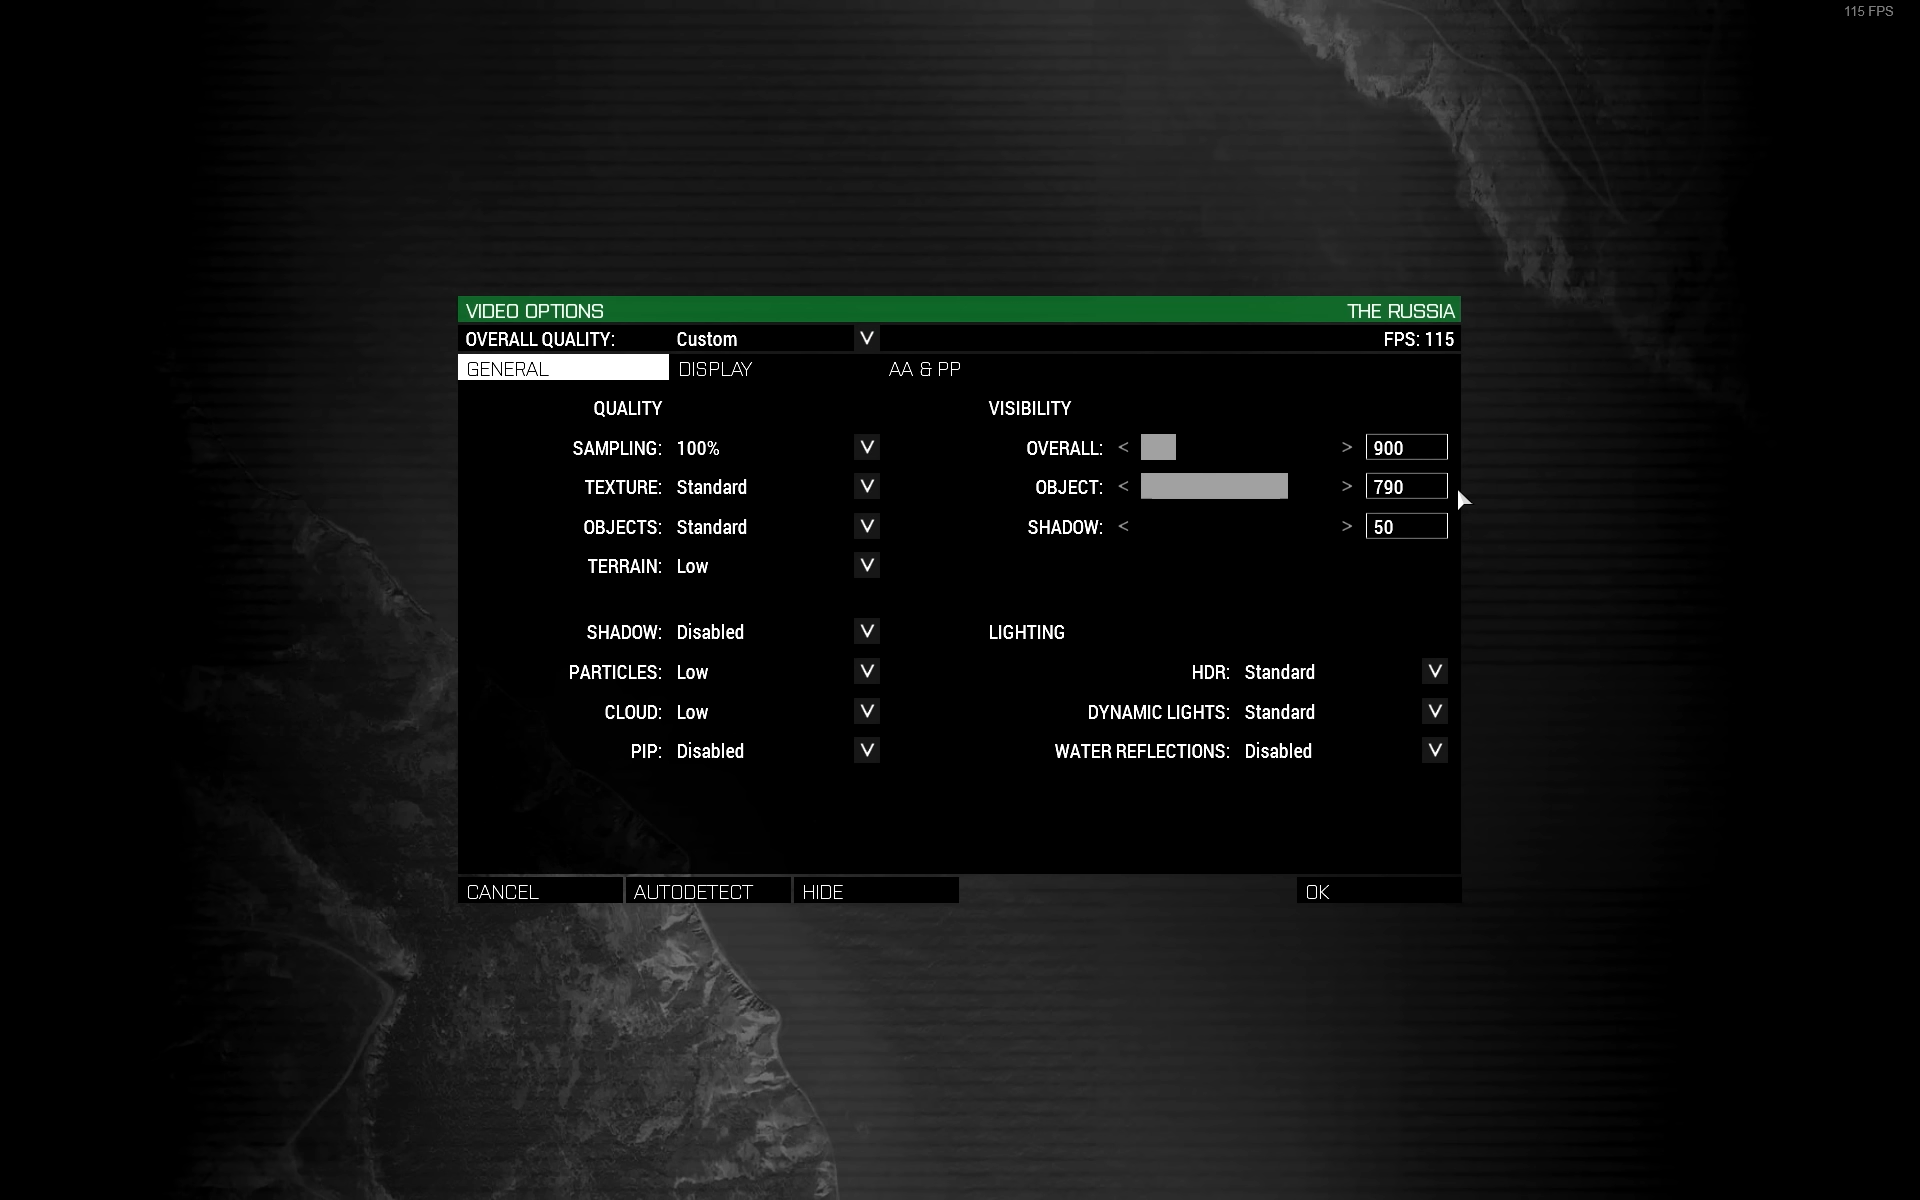 115 FPS
VIDEO OPTIONS THE RUSSIA
OVERALL QUALITY: Custom V FPS: 115
GENERAL DISPLAY AA & PP
QUALITY VISIBILITY
SAMPLING: 100% V OVERALL: < > 900
TEXTURE: Standard V OBJECT: < > 790
OBJECTS: Standard V SHADOW: < > 50
TERRAIN: Low V
SHADOW: Disabled V LIGHTING
PARTICLES: Low V HDR: Standard V
CLOUD: Low V DYNAMIC LIGHTS: Standard V
PIP: Disabled V WATER REFLECTIONS: Disabled V
CANCEL AUTODETECT HIDE OK